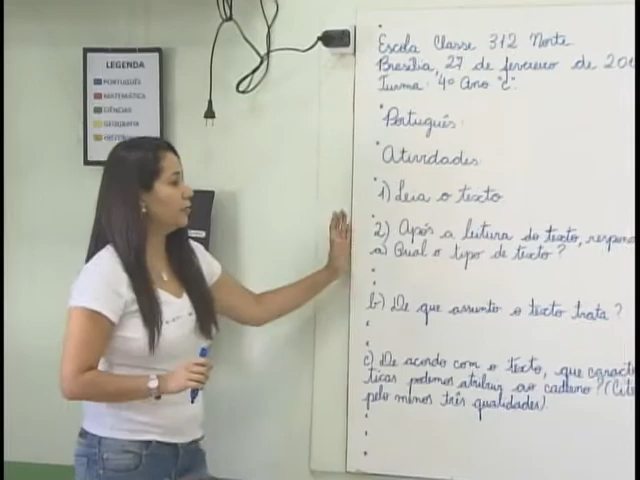 LEGENDA
PORTUGUÊS
MATEMÁTICA
CIÊNCIAS
GEOGRAFIA
HISTÓRIA
Escola Classe 312 Norte
Brasília, 27 de fevereiro de 20
Turma: "4º Ano "C".
Português:
Atividades:
1) Leia o texto
2) Após a leitura do texto, respon
a) Qual o tipo de texto?
b) De que assunto o texto trata?
c) De acordo com o texto, que caracte
ticas podemos atribuir ao caderno? (Cite
pelo menos três qualidades).